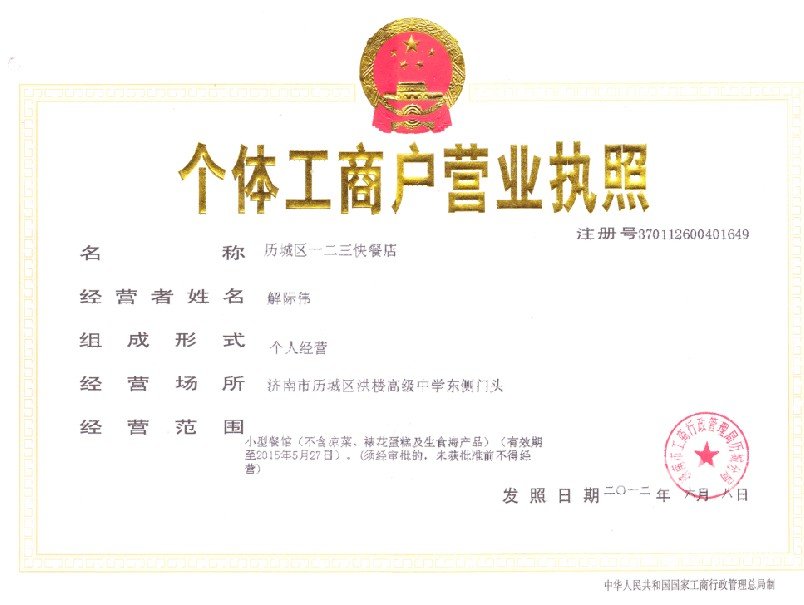 个体工商户营业执照
注册号370112600401649
名称 历城区一二三快餐店
经营者姓名 解际伟
组成形式 个人经营
经营场所 济南市历城区洪楼高级中学东侧门头
经营范围 小型餐馆（不含凉菜、裱花蛋糕及生食海产品）（有效期
至2015年5月27日）。(须经审批的，未获批准前不得经
营)
济南市工商行政管理局历城分局
发照日期 二〇一二年 六月 八日
中华人民共和国国家工商行政管理总局制